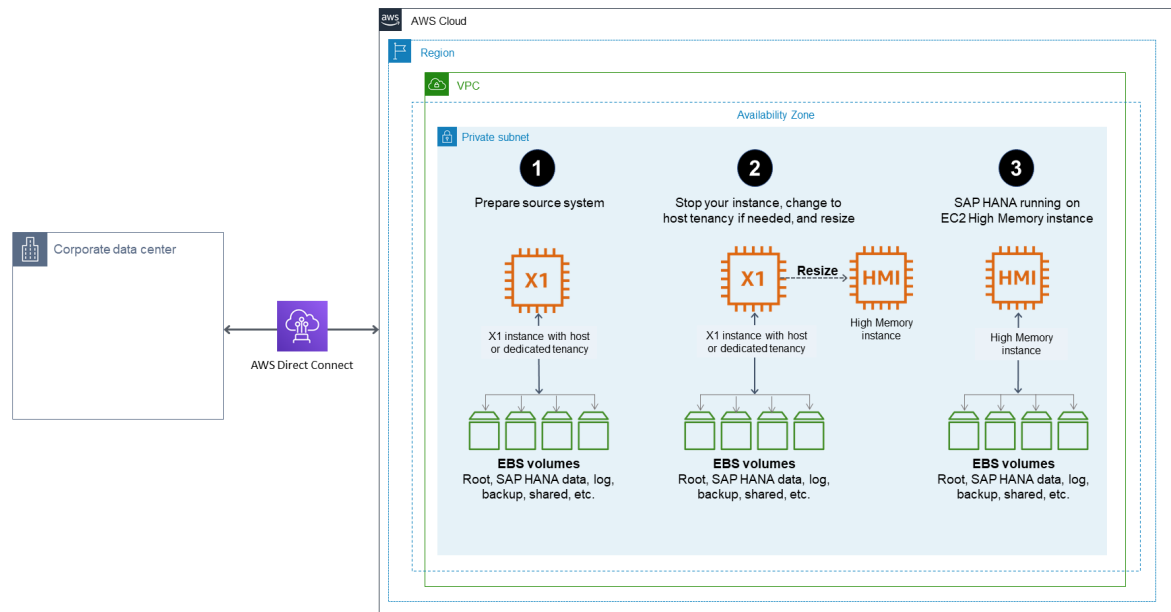 aws
AWS Cloud
Region
VPC
Availability Zone
Private subnet
1
Prepare source system
X1
X1 instance with host
or dedicated tenancy
EBS volumes
Root, SAP HANA data, log,
backup, shared, etc.
2
Stop your instance, change to
host tenancy if needed, and resize
X1
Resize
HMI
High Memory
instance
X1 instance with host
or dedicated tenancy
EBS volumes
Root, SAP HANA data, log,
backup, shared, etc.
3
SAP HANA running on
EC2 High Memory instance
HMI
High Memory
instance
EBS volumes
Root, SAP HANA data, log,
backup, shared, etc.
Corporate data center
AWS Direct Connect